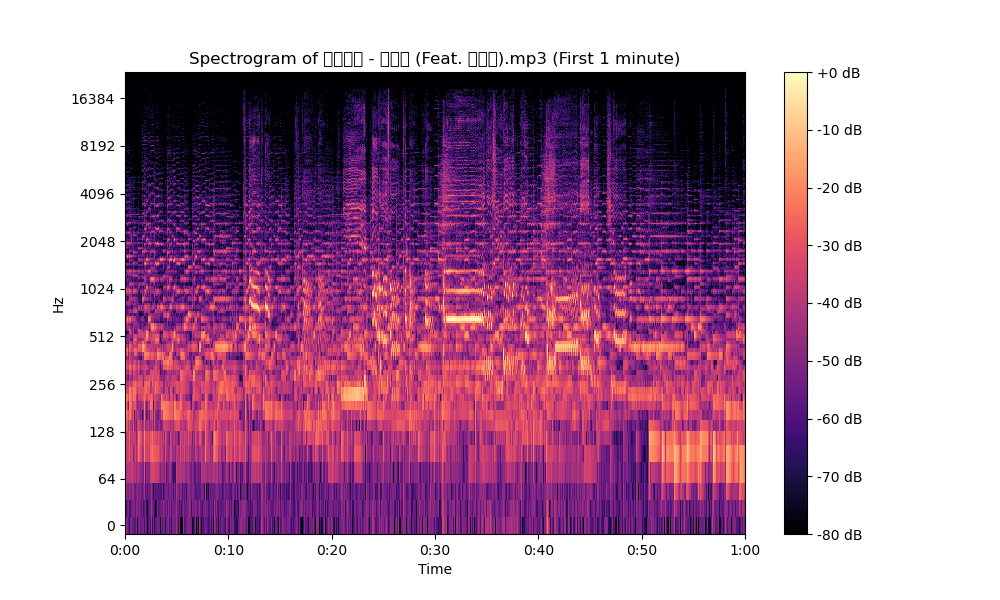 Spectrogram of □□□□ - □□□ (Feat. □□□).mp3 (First 1 minute)
16384
8192
4096
2048
1024
512
256
128
64
0
Hz
0:00 0:10 0:20 0:30 0:40 0:50 1:00
Time
+0 dB
-10 dB
-20 dB
-30 dB
-40 dB
-50 dB
-60 dB
-70 dB
-80 dB